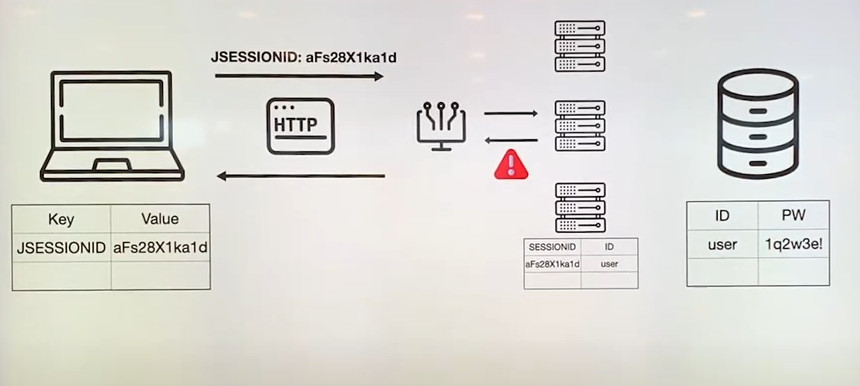 JSESSIONID: aFs28X1ka1d
HTTP
Key Value
JSESSIONID aFs28X1ka1d
SESSIONID ID
aFs28X1ka1d user
ID PW
user 1q2w3e!